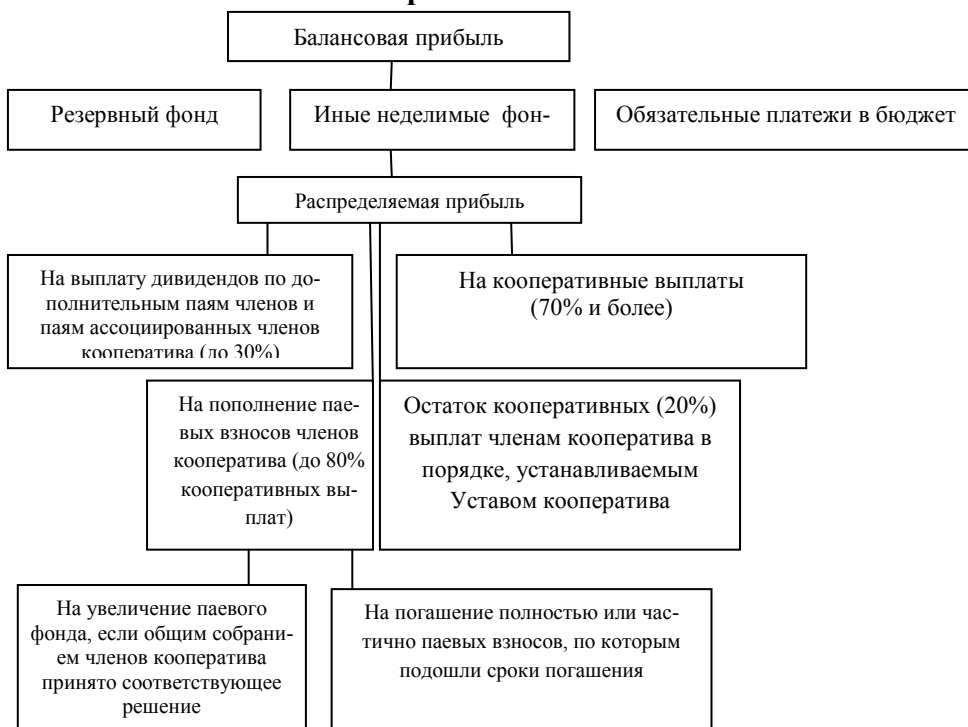 Балансовая прибыль
Резервный фонд
Иные неделимые фон-
Обязательные платежи в бюджет
Распределяемая прибыль
На выплату дивидендов по до-
полнительным паям членов и
паям ассоциированных членов
кооператива (до 30%)
На кооперативные выплаты
(70% и более)
На пополнение пае-
вых взносов членов
кооператива (до 80%
кооперативных вы-
плат)
Остаток кооперативных (20%)
выплат членам кооператива в
порядке, устанавливаемым
Уставом кооператива
На увеличение паевого
фонда, если общим собрани-
ем членов кооператива
принято соответствующее
решение
На погашение полностью или час-
тично паевых взносов, по которым
подошли сроки погашения